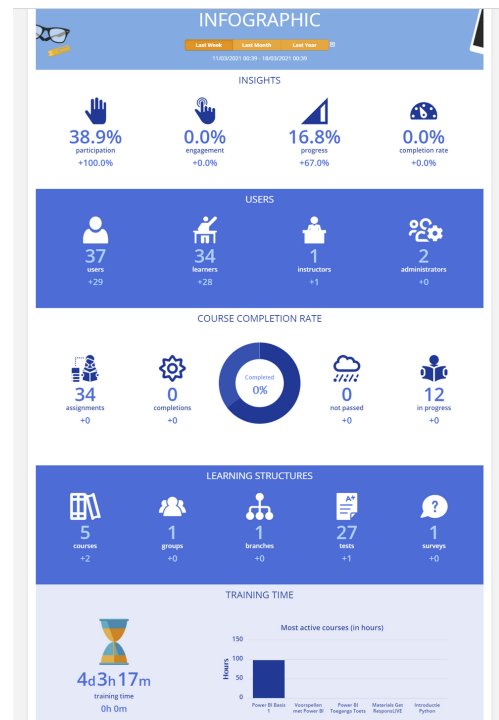 INFOGRAPHIC
Last Week Last Month Last Year
11/03/2021 00:39 - 18/03/2021 00:39
INSIGHTS
38.9% 0.0% 16.8% 0.0%
participation engagement progress completion rate
+100.0% +0.0% +67.0% +0.0%
USERS
37 34 1 2
users learners instructors administrators
+29 +28 +1 +0
COURSE COMPLETION RATE
Completed
0%
34 0 0 12
assignments completions not passed in progress
+0 +0 +0 +0
LEARNING STRUCTURES
A+ ?
5 1 1 27 1
courses groups branches tests surveys
+2 +0 +0 +1 +0
TRAINING TIME
4d 3h 17m
training time
0h 0m
Most active courses (in hours)
Hours
150
100
50
0
Power BI Basis Voorspellen Power BI Materials Get Introductie
1 met Power BI Toegangs Toets ResponsLIVE Python